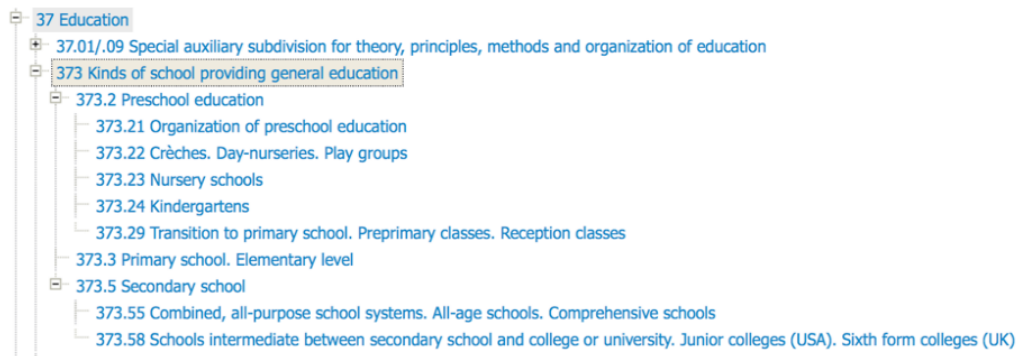 37 Education
37.01/.09 Special auxiliary subdivision for theory, principles, methods and organization of education
373 Kinds of school providing general education
373.2 Preschool education
373.21 Organization of preschool education
373.22 Crèches. Day-nurseries. Play groups
373.23 Nursery schools
373.24 Kindergartens
373.29 Transition to primary school. Preprimary classes. Reception classes
373.3 Primary school. Elementary level
373.5 Secondary school
373.55 Combined, all-purpose school systems. All-age schools. Comprehensive schools
373.58 Schools intermediate between secondary school and college or university. Junior colleges (USA). Sixth form colleges (UK)